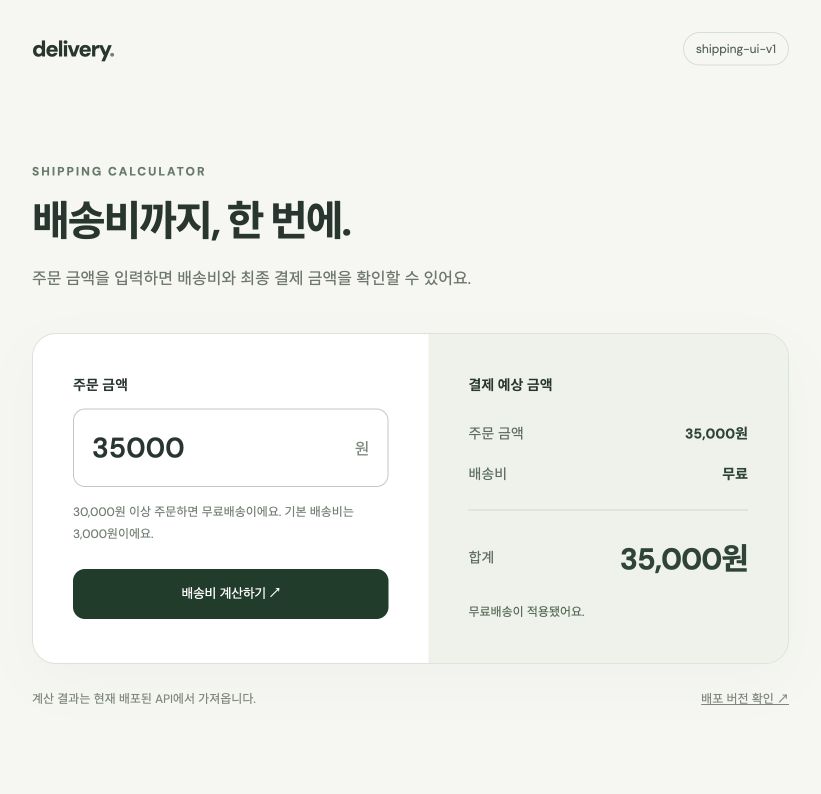 delivery.
shipping-ui-v1
SHIPPING CALCULATOR
배송비까지, 한 번에.
주문 금액을 입력하면 배송비와 최종 결제 금액을 확인할 수 있어요.
주문 금액
35000 원
30,000원 이상 주문하면 무료배송이에요. 기본 배송비는
3,000원이에요.
배송비 계산하기 ↗
결제 예상 금액
주문 금액 35,000원
배송비 무료
합계 35,000원
무료배송이 적용됐어요.
계산 결과는 현재 배포된 API에서 가져옵니다.
배포 버전 확인 ↗